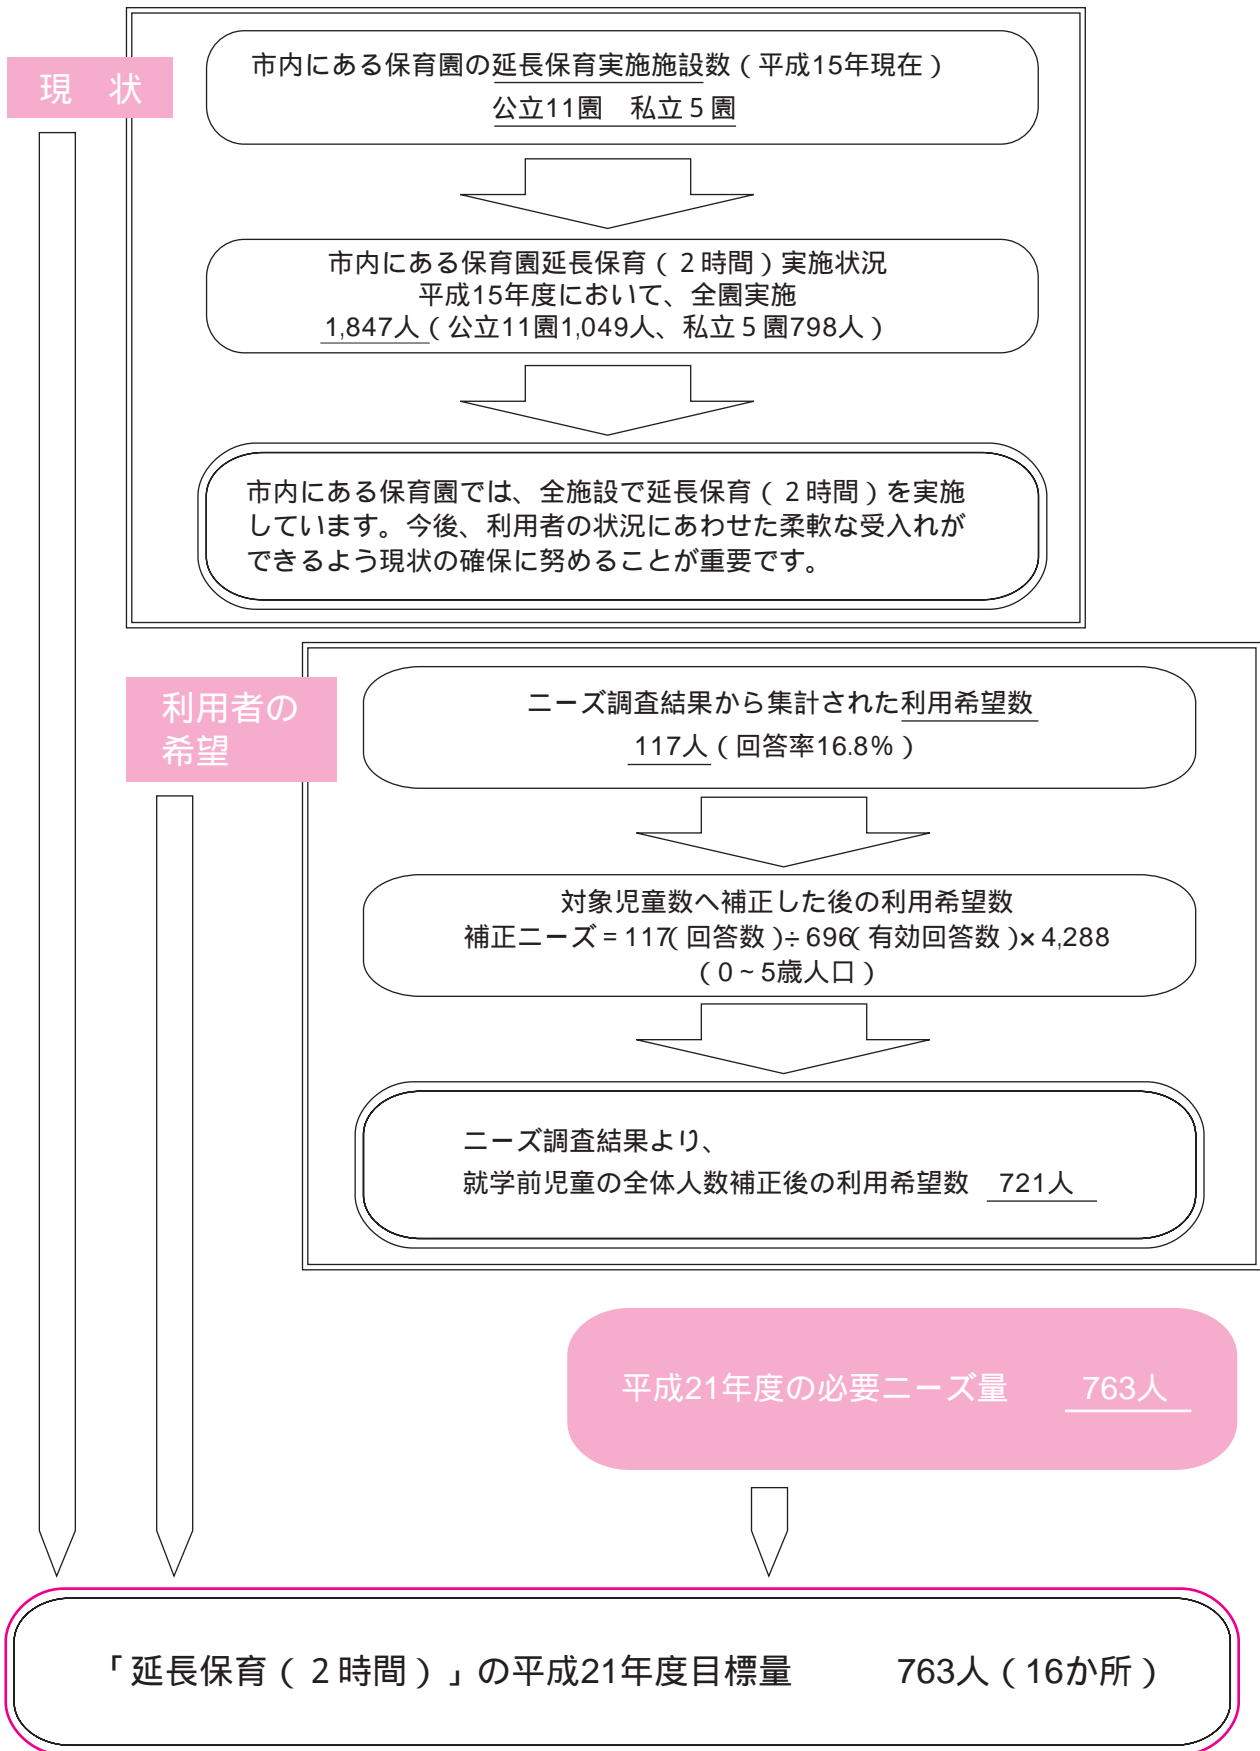 現　状
市内にある保育園の延長保育実施施設数（平成15年現在）
公立11園　私立５園
市内にある保育園延長保育（２時間）実施状況
平成15年度において、全園実施
1,847人（公立11園1,049人、私立５園798人）
市内にある保育園では、全施設で延長保育（２時間）を実施
しています。今後、利用者の状況にあわせた柔軟な受入れが
できるよう現状の確保に努めることが重要です。
利用者の
希望
ニーズ調査結果から集計された利用希望数
117人（回答率16.8%）
対象児童数へ補正した後の利用希望数
補正ニーズ＝117（回答数）÷696（有効回答数）×4,288
（0～5歳人口）
ニーズ調査結果より、
就学前児童の全体人数補正後の利用希望数　721人
平成21年度の必要ニーズ量　763人
「延長保育（２時間）」の平成21年度目標量　763人（16か所）